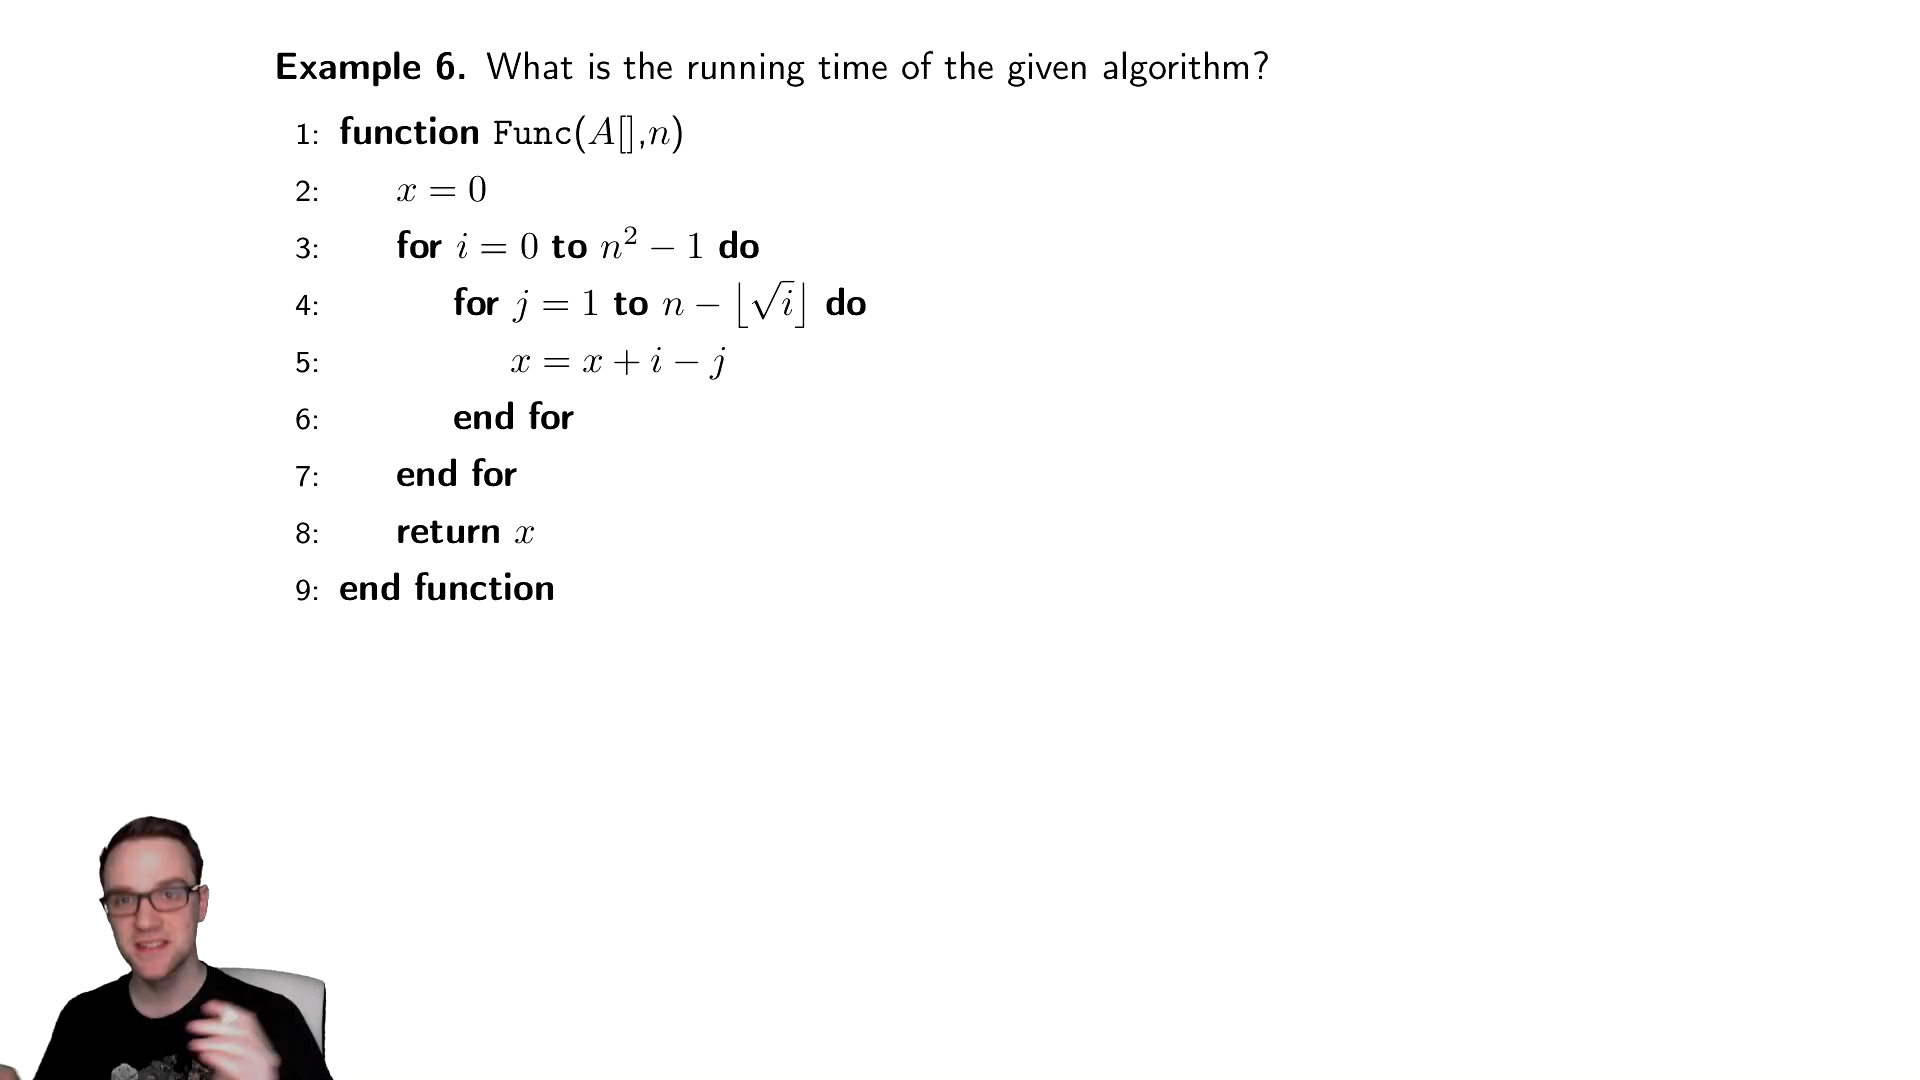 Example 6. What is the running time of the given algorithm?
1: function Func(A[],n)
2: x = 0
3: for i = 0 to n² − 1 do
4: for j = 1 to n − ⌊√i⌋ do
5: x = x + i − j
6: end for
7: end for
8: return x
9: end function